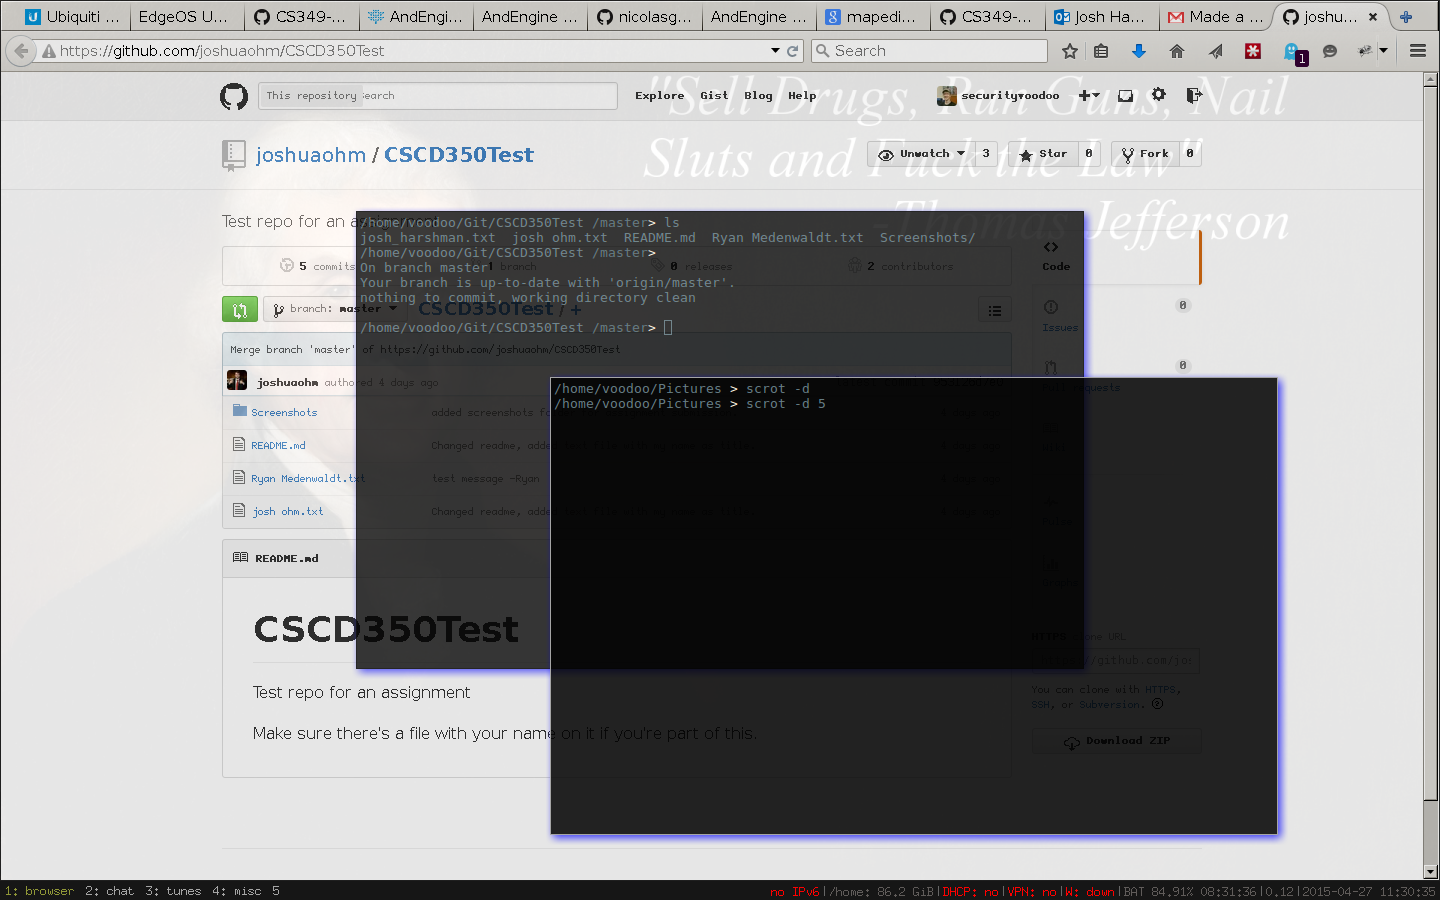 Ubiquiti ...
EdgeOS U...
CS349-...
AndEngi...
AndEngine ...
nicolasg...
AndEngine ...
mapedi...
CS349-...
Josh Ha...
Made a ...
joshu...
https://github.com/joshuaohm/CSCD350Test
Search
1
This repository
Search
Explore Gist Blog Help
securityvoodoo
"Sell Drugs, Run Guns, Nail
Sluts and Fuck the Law"
-Thomas Jefferson
joshuaohm / CSCD350Test
Unwatch 3
Star 0
Fork 0
Test repo for an
5 commits
branch
0 releases
2 contributors
branch: master
CSCD350Test / +
Merge branch 'master' of https://github.com/joshuaohm/CSCD350Test
joshuaohm authored 4 days ago
Screenshots added screenshots
README.md Changed readme,
Ryan Medenwaldt.txt test message -Ryan
josh ohm.txt Changed readme,
README.md
CSCD350Test
Test repo for an assignment
Make sure there's a file with your name on it if you're part of this.
Code
Issues 0
0
HTTPS clone URL
You can clone with HTTPS,
SSH, or Subversion.
Download ZIP
/home/voodoo/Git/CSCD350Test /master> ls
josh_harshman.txt josh ohm.txt README.md Ryan Medenwaldt.txt Screenshots/
/home/voodoo/Git/CSCD350Test /master>
On branch master
Your branch is up-to-date with 'origin/master'.
nothing to commit, working directory clean
/home/voodoo/Git/CSCD350Test /master>
/home/voodoo/Pictures > scrot -d
/home/voodoo/Pictures > scrot -d 5
1: browser 2: chat 3: tunes 4: misc 5
no IPv6|/home: 86.2 GiB|DHCP: no|VPN: no|W: down|BAT 84.91% 08:31:36|0.12|2015-04-27 11:30:35